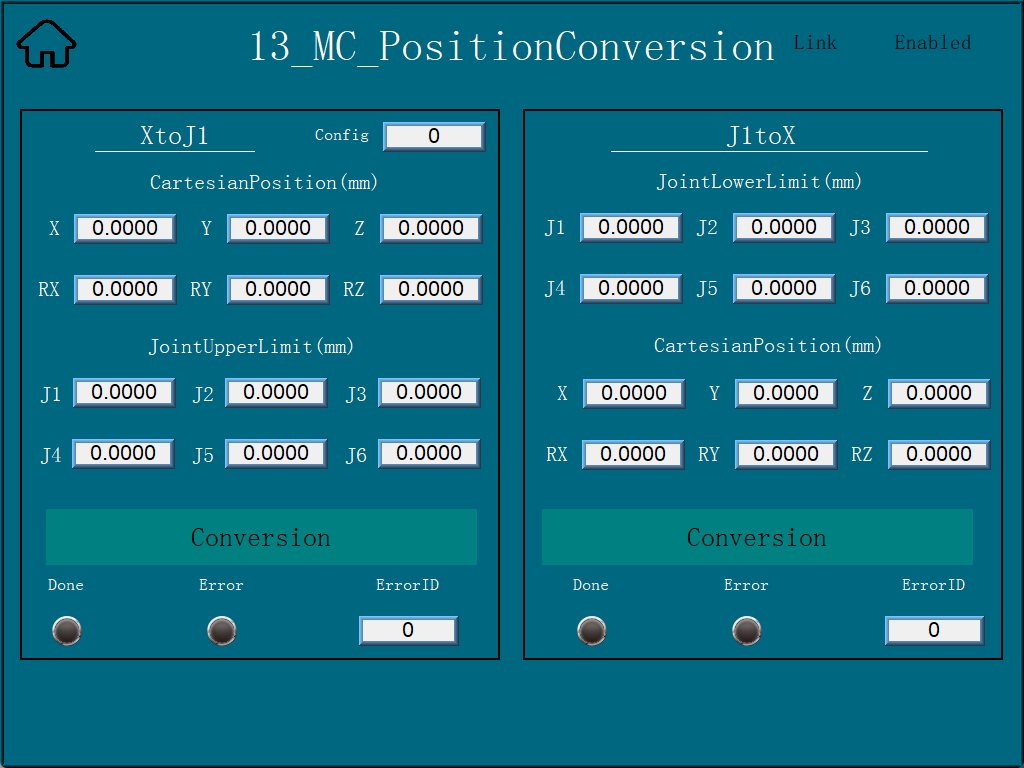 13_MC_PositionConversion Link Enabled
XtoJ1 Config 0
CartesianPosition(mm)
X 0.0000 Y 0.0000 Z 0.0000
RX 0.0000 RY 0.0000 RZ 0.0000
JointUpperLimit(mm)
J1 0.0000 J2 0.0000 J3 0.0000
J4 0.0000 J5 0.0000 J6 0.0000
Conversion
Done Error ErrorID
0
J1toX
JointLowerLimit(mm)
J1 0.0000 J2 0.0000 J3 0.0000
J4 0.0000 J5 0.0000 J6 0.0000
CartesianPosition(mm)
X 0.0000 Y 0.0000 Z 0.0000
RX 0.0000 RY 0.0000 RZ 0.0000
Conversion
Done Error ErrorID
0